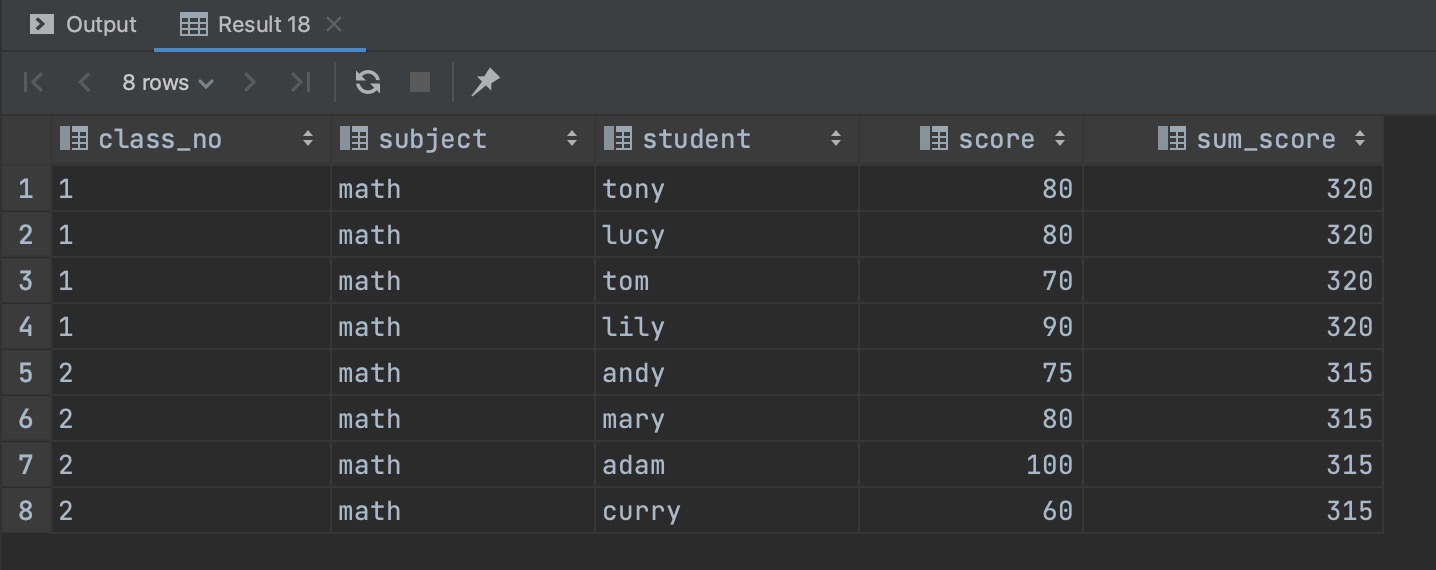 Output Result 18
8 rows
class_no subject student score sum_score
1 1 math tony 80 320
2 1 math lucy 80 320
3 1 math tom 70 320
4 1 math lily 90 320
5 2 math andy 75 315
6 2 math mary 80 315
7 2 math adam 100 315
8 2 math curry 60 315